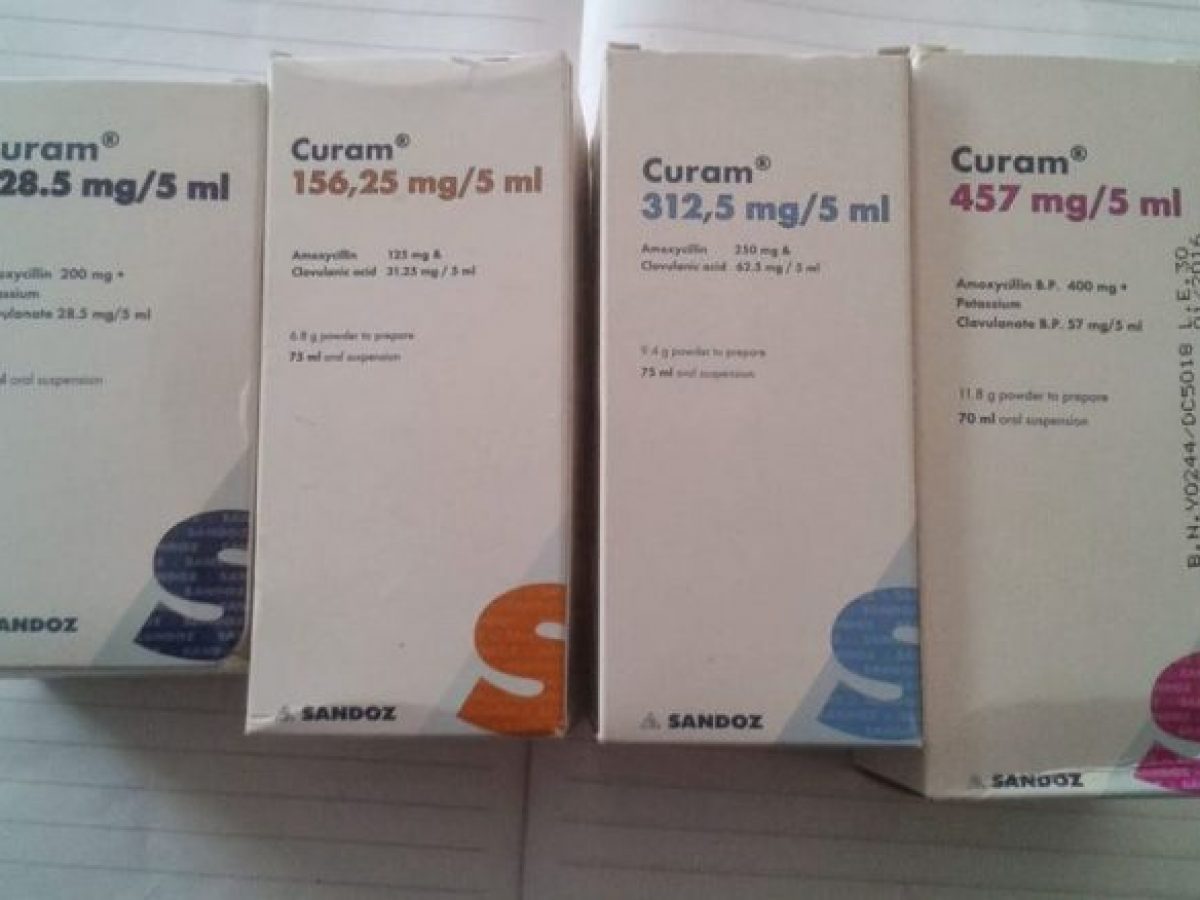 uram®
28.5 mg/5 ml
oxycillin 200 mg +
assium
vulanate 28.5 mg/5 ml
l oral suspension
ANDOZ
Curam®
156,25 mg/5 ml
Amoxycillin 125 mg &
Clavulanic acid 31.25 mg / 5 ml
6.8 g powder to prepare
75 ml oral suspension
SANDOZ
Curam®
312,5 mg/5 ml
Amoxycillin 250 mg &
Clavulanic acid 62.5 mg / 5 ml
9.4 g powder to prepare
75 ml oral suspension
SANDOZ
Curam®
457 mg/5 ml
Amoxycillin B.P. 400 mg +
Potassium
Clavulanate B.P. 57 mg/5 ml
11.8 g powder to prepare
70 ml oral suspension
SANDOZ
B.N.Y0244/0C5018 L.E.30
01/2016